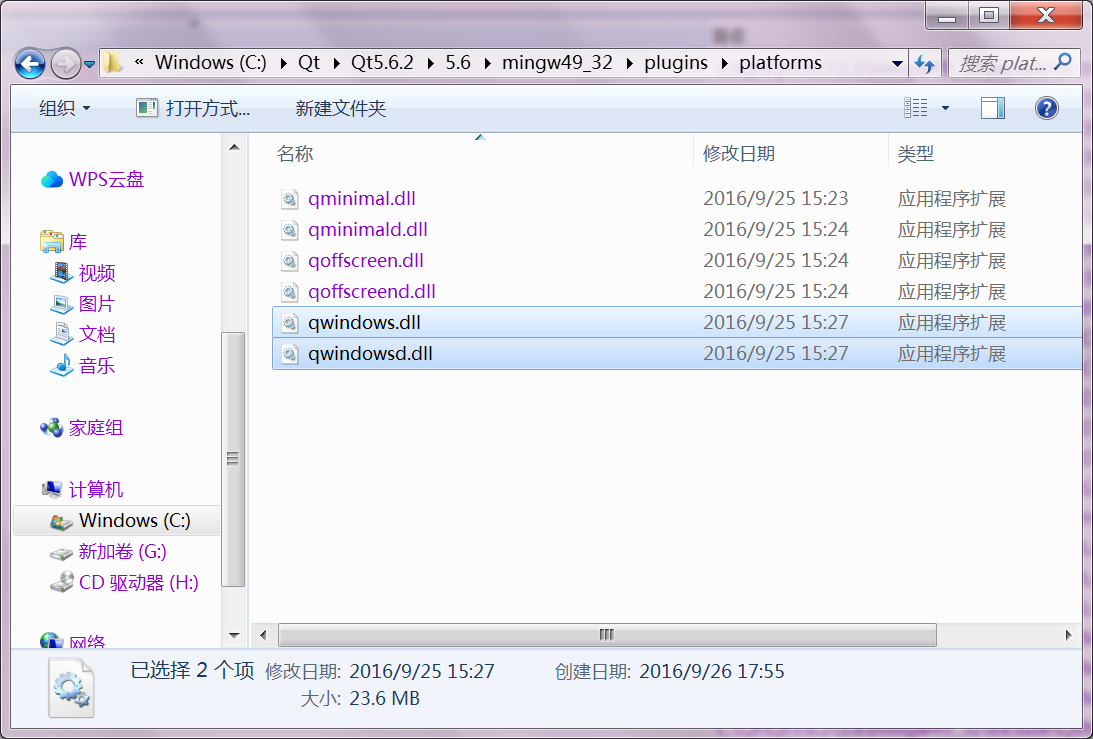 « Windows (C:) Qt Qt5.6.2 5.6 mingw49_32 plugins platforms 搜索 plat...
组织 打开方式... 新建文件夹
名称 修改日期 类型
WPS云盘
库
视频
图片
文档
音乐
家庭组
计算机
Windows (C:)
新加卷 (G:)
CD 驱动器 (H:)
网络
qminimal.dll 2016/9/25 15:23 应用程序扩展
qminimald.dll 2016/9/25 15:24 应用程序扩展
qoffscreen.dll 2016/9/25 15:24 应用程序扩展
qoffscreend.dll 2016/9/25 15:24 应用程序扩展
qwindows.dll 2016/9/25 15:27 应用程序扩展
qwindowsd.dll 2016/9/25 15:27 应用程序扩展
已选择 2 个项 修改日期: 2016/9/25 15:27 创建日期: 2016/9/26 17:55
大小: 23.6 MB